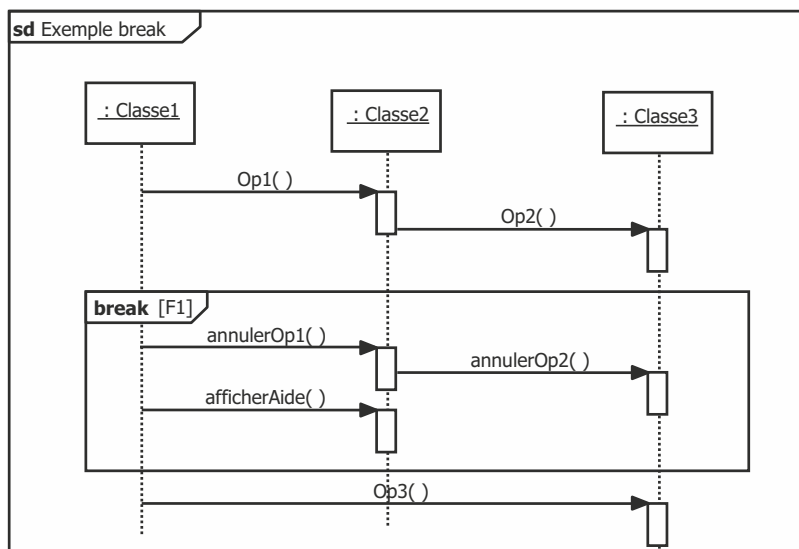 sd Exemple break
: Classe1
: Classe2
: Classe3
Op1( )
Op2( )
break [F1]
annulerOp1( )
annulerOp2( )
afficherAide( )
Op3( )